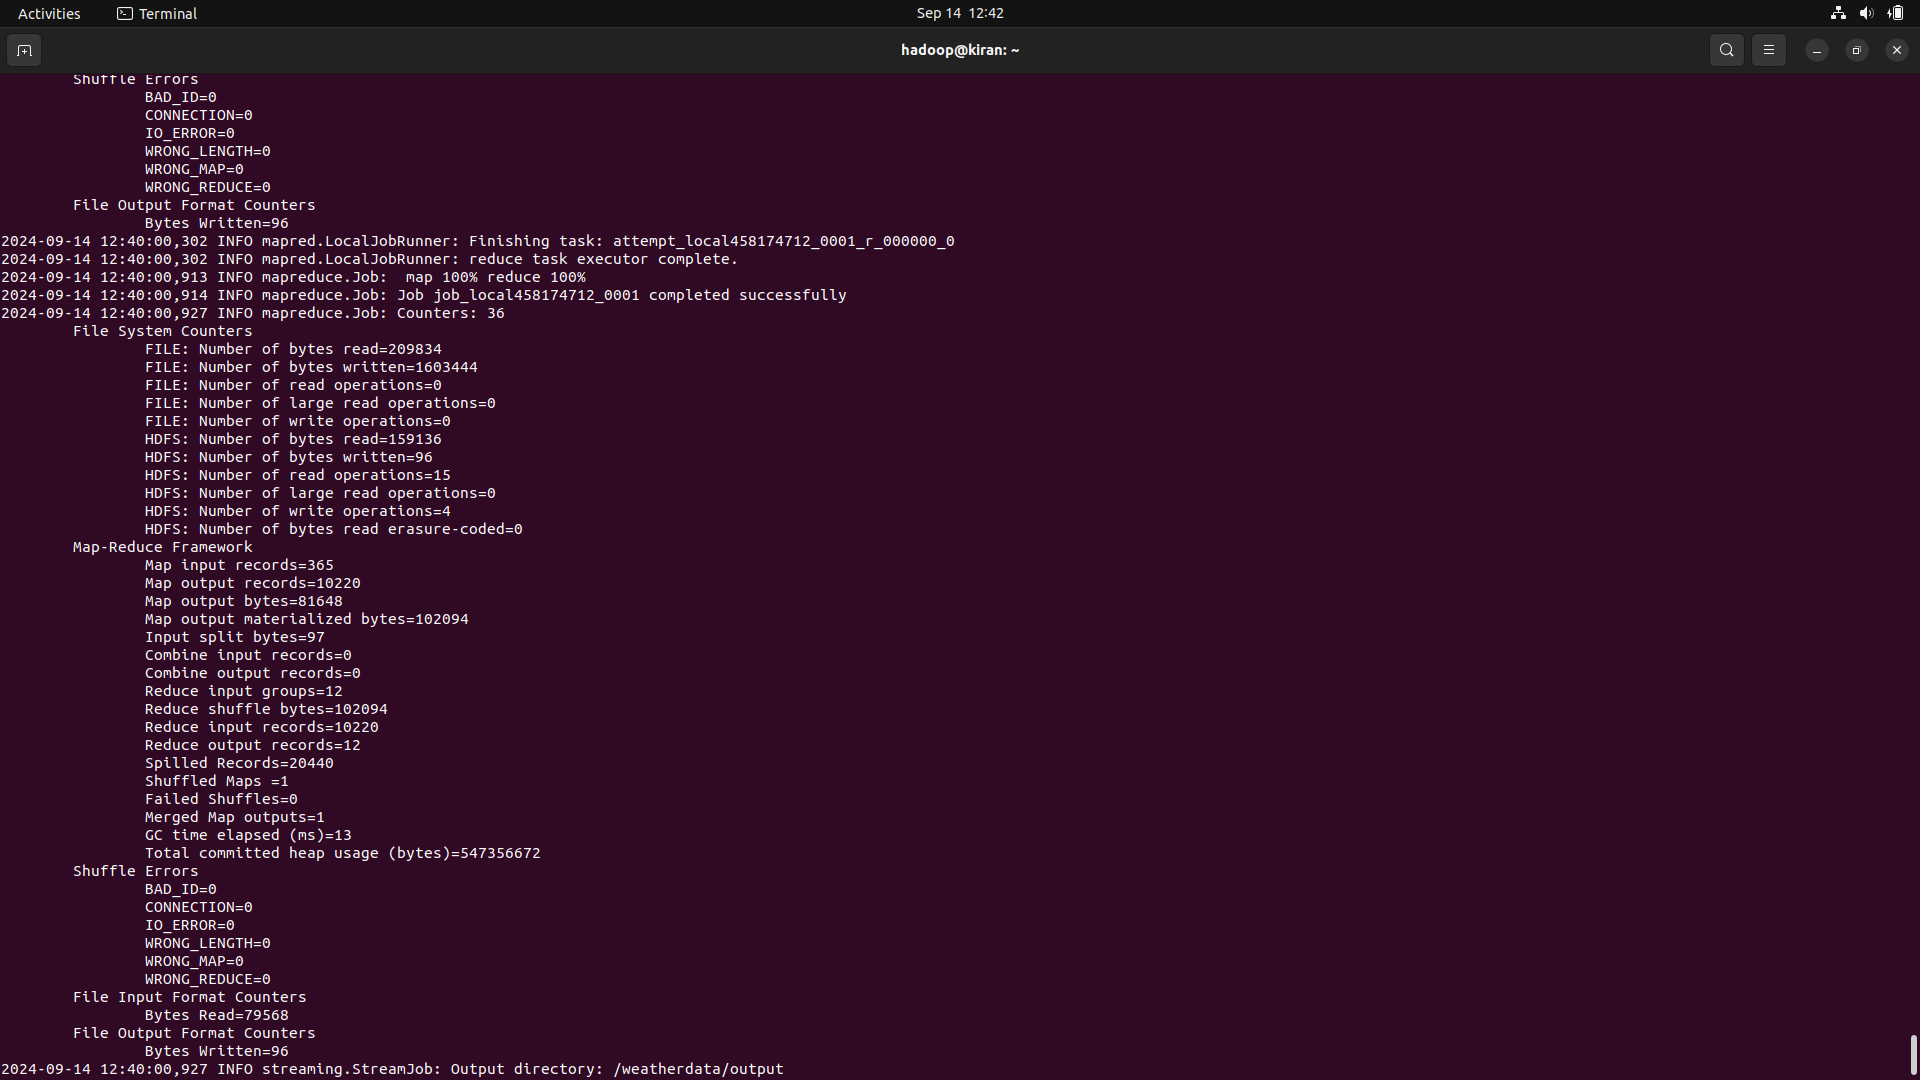 Activities
Terminal
Sep 14 12:42
hadoop@kiran: ~
Shuffle Errors
BAD_ID=0
CONNECTION=0
IO_ERROR=0
WRONG_LENGTH=0
WRONG_MAP=0
WRONG_REDUCE=0
File Output Format Counters
Bytes Written=96
2024-09-14 12:40:00,302 INFO mapred.LocalJobRunner: Finishing task: attempt_local458174712_0001_r_000000_0
2024-09-14 12:40:00,302 INFO mapred.LocalJobRunner: reduce task executor complete.
2024-09-14 12:40:00,913 INFO mapreduce.Job:  map 100% reduce 100%
2024-09-14 12:40:00,914 INFO mapreduce.Job: Job job_local458174712_0001 completed successfully
2024-09-14 12:40:00,927 INFO mapreduce.Job: Counters: 36
File System Counters
FILE: Number of bytes read=209834
FILE: Number of bytes written=1603444
FILE: Number of read operations=0
FILE: Number of large read operations=0
FILE: Number of write operations=0
HDFS: Number of bytes read=159136
HDFS: Number of bytes written=96
HDFS: Number of read operations=15
HDFS: Number of large read operations=0
HDFS: Number of write operations=4
HDFS: Number of bytes read erasure-coded=0
Map-Reduce Framework
Map input records=365
Map output records=10220
Map output bytes=81648
Map output materialized bytes=102094
Input split bytes=97
Combine input records=0
Combine output records=0
Reduce input groups=12
Reduce shuffle bytes=102094
Reduce input records=10220
Reduce output records=12
Spilled Records=20440
Shuffled Maps =1
Failed Shuffles=0
Merged Map outputs=1
GC time elapsed (ms)=13
Total committed heap usage (bytes)=547356672
Shuffle Errors
BAD_ID=0
CONNECTION=0
IO_ERROR=0
WRONG_LENGTH=0
WRONG_MAP=0
WRONG_REDUCE=0
File Input Format Counters
Bytes Read=79568
File Output Format Counters
Bytes Written=96
2024-09-14 12:40:00,927 INFO streaming.StreamJob: Output directory: /weatherdata/output